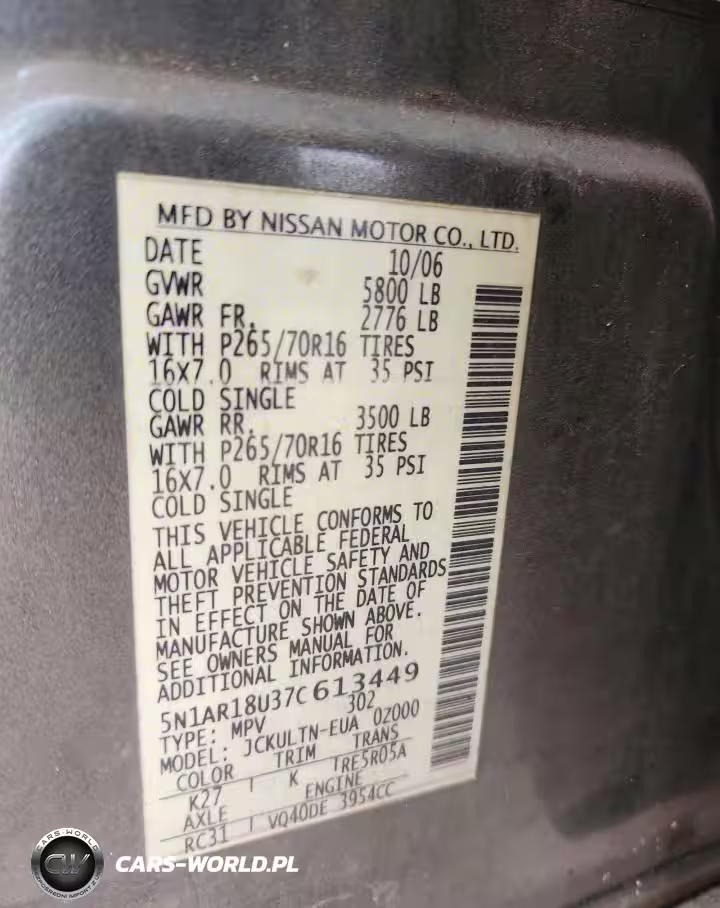 MFD BY NISSAN MOTOR CO., LTD.
DATE 10/06
GVWR 5800 LB
GAWR FR. 2776 LB
WITH P265/70R16 TIRES
16x7.0 RIMS AT 35 PSI
COLD SINGLE
GAWR RR. 3500 LB
WITH P265/70R16 TIRES
16x7.0 RIMS AT 35 PSI
COLD SINGLE
THIS VEHICLE CONFORMS TO
ALL APPLICABLE FEDERAL
MOTOR VEHICLE SAFETY AND
THEFT PREVENTION STANDARDS
IN EFFECT ON THE DATE OF
MANUFACTURE SHOWN ABOVE.
SEE OWNERS MANUAL FOR
ADDITIONAL INFORMATION.
5N1AR18U37C613449
TYPE: MPV 302
MODEL: JCKULTN-EUA 0Z000
COLOR TRIM TRANS
K27 K TRE5R05A
AXLE ENGINE
RC31 VQ40DE 3954CC
CARS-WORLD
CW
CARS-WORLD.PL